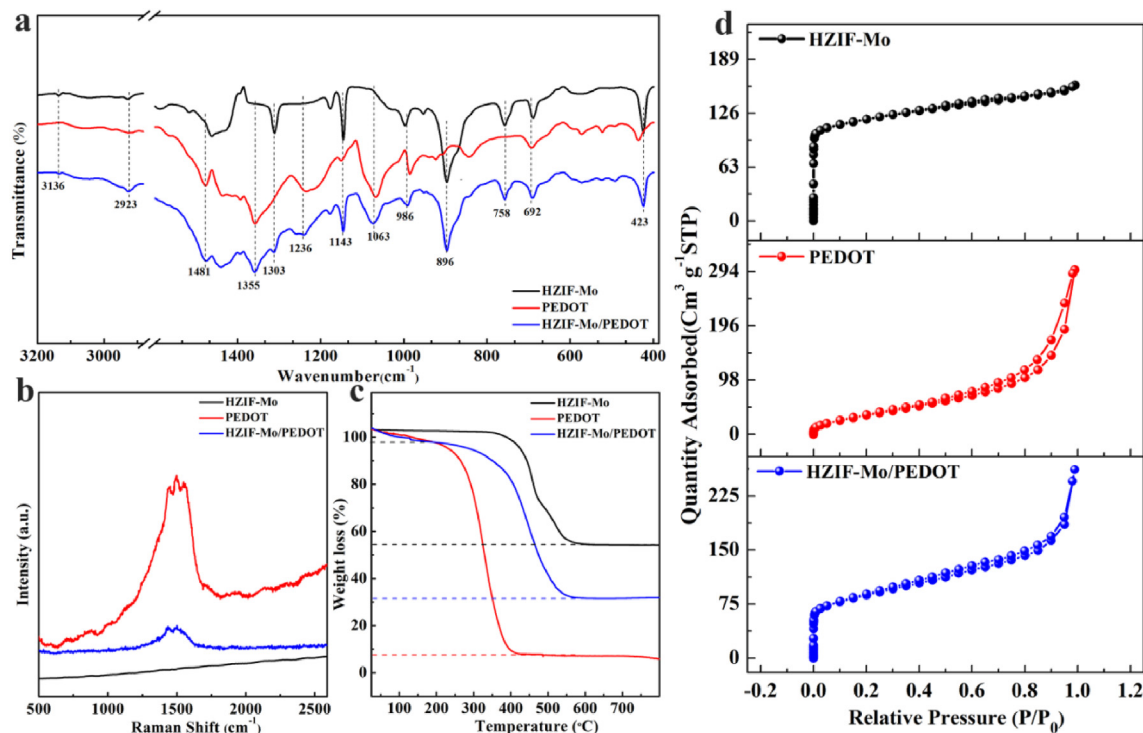 a
Transmittance (%)
3136
2923
1481
1355
1303
1236
1143
1063
986
896
758
692
423
HZIF-Mo
PEDOT
HZIF-Mo/PEDOT
3200 3000 1400 1200 1000 800 600 400
Wavenumber(cm-1)
b
HZIF-Mo
PEDOT
HZIF-Mo/PEDOT
Intensity (a.u.)
500 1000 1500 2000 2500
Raman Shift (cm-1)
c
HZIF-Mo
PEDOT
HZIF-Mo/PEDOT
Weight loss (%)
100
80
60
40
20
10
0
100 200 300 400 500 600 700
Temperature (°C)
d
Quantity Adsorbed(Cm3 g-1STP)
HZIF-Mo
189
126
63
0
PEDOT
294
196
98
0
HZIF-Mo/PEDOT
225
150
75
0
-0.2 0.0 0.2 0.4 0.6 0.8 1.0 1.2
Relative Pressure (P/P0)